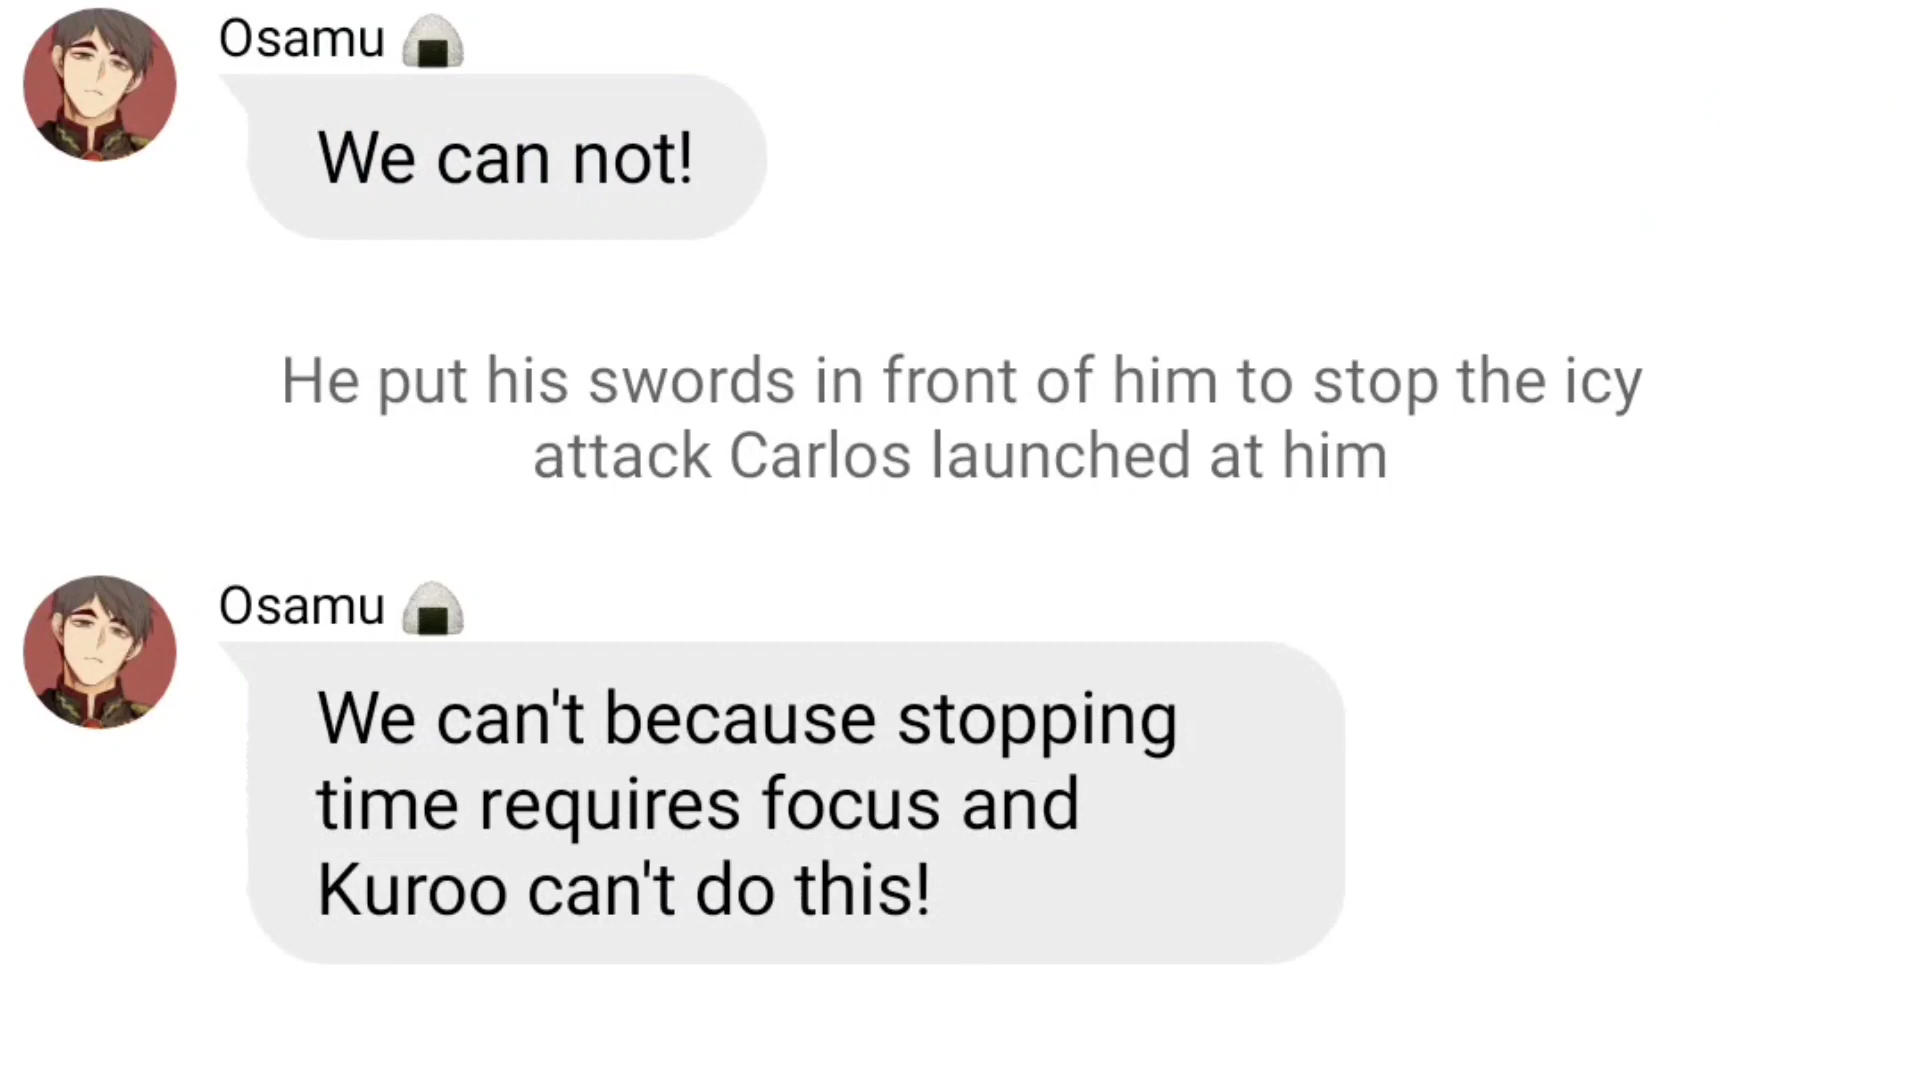 Osamu 🍙
We can not!
He put his swords in front of him to stop the icy
attack Carlos launched at him
Osamu 🍙
We can't because stopping
time requires focus and
Kuroo can't do this!